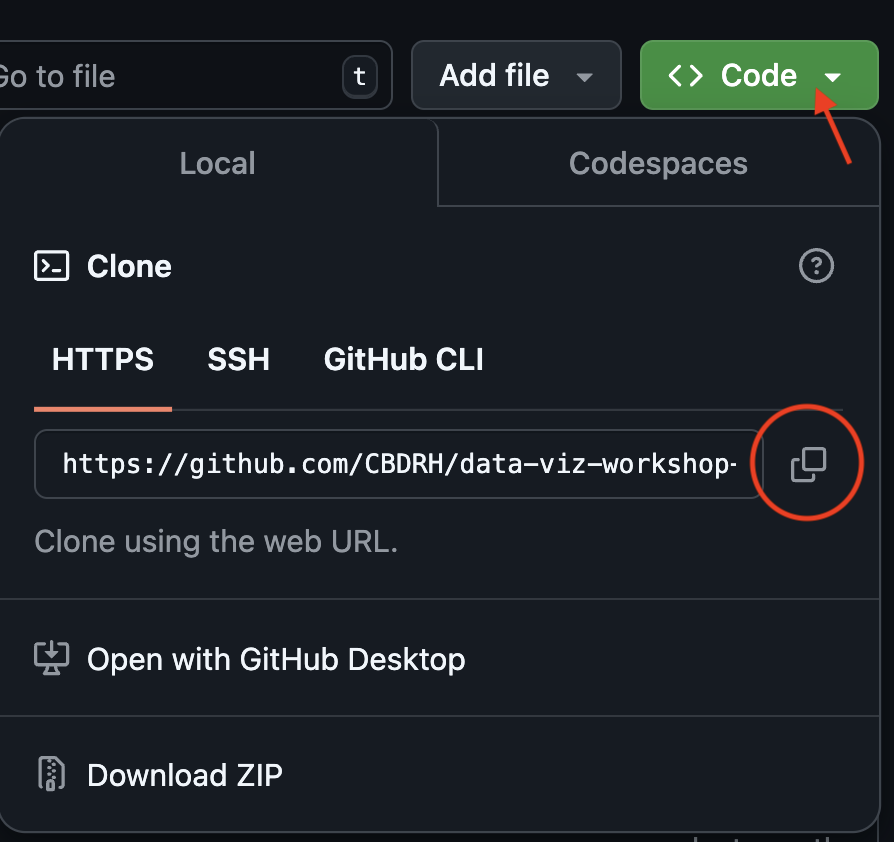 Go to file t Add file <> Code
Local Codespaces
Clone ?
HTTPS SSH GitHub CLI
https://github.com/CBDRH/data-viz-workshop-
Clone using the web URL.
Open with GitHub Desktop
Download ZIP